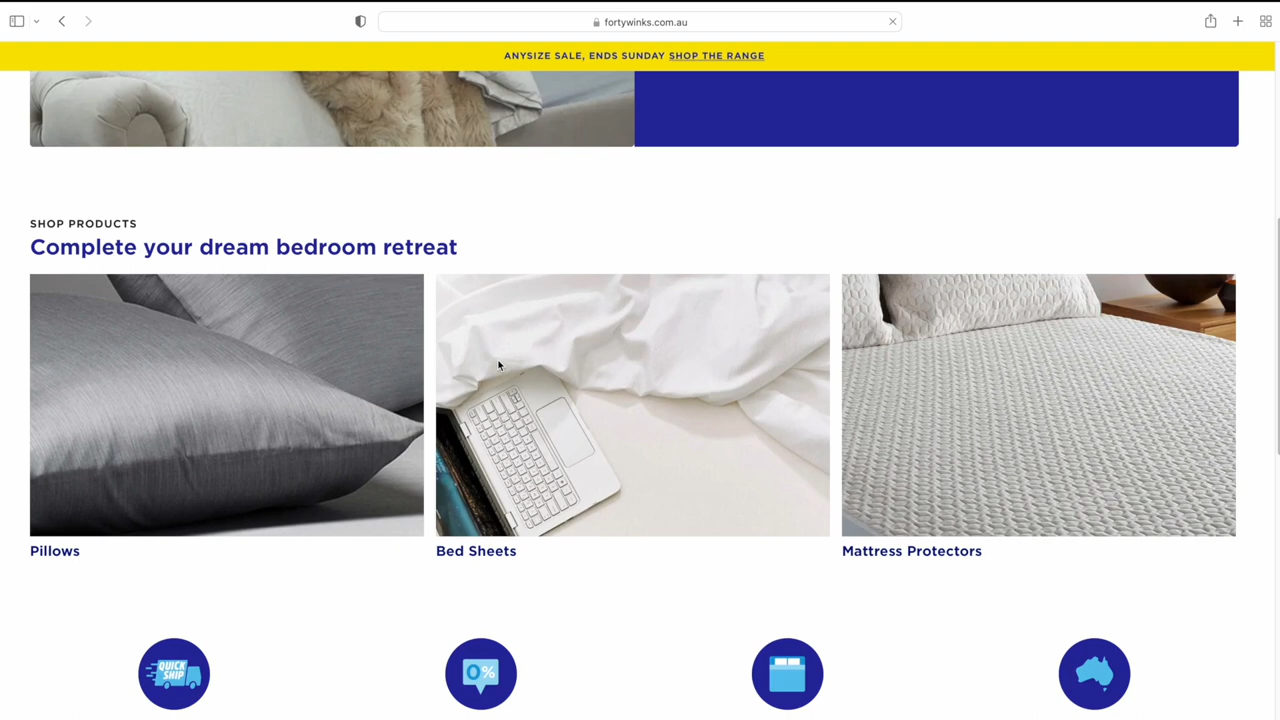 fortywinks.com.au
ANYSIZE SALE, ENDS SUNDAY SHOP THE RANGE
SHOP PRODUCTS
Complete your dream bedroom retreat
Pillows
Bed Sheets
Mattress Protectors
QUICK
SHIP
0%